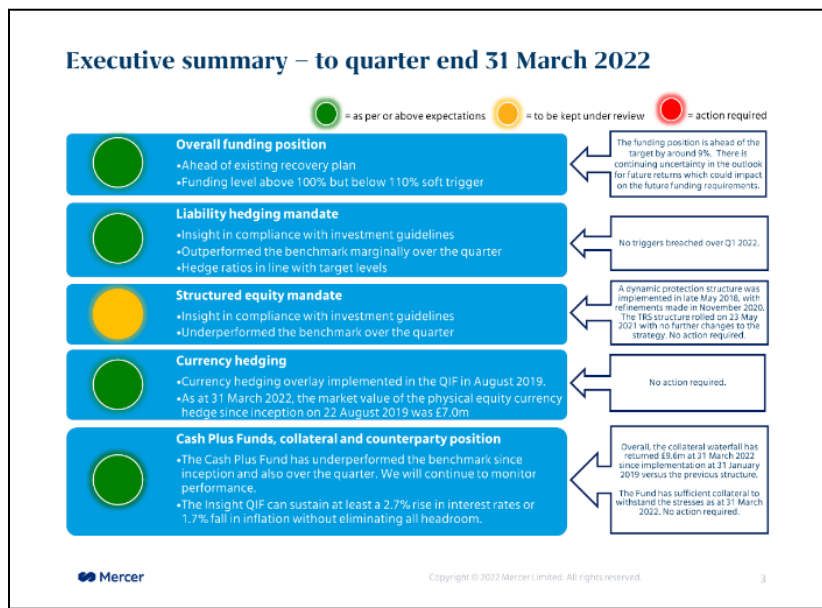 Executive summary – to quarter end 31 March 2022
= as per or above expectations
= to be kept under review
= action required
Overall funding position
•Ahead of existing recovery plan
•Funding level above 100% but below 110% soft trigger
The funding position is ahead of the
target by around 9%. There is
continuing uncertainty in the outlook
for future returns which could impact
on the future funding requirements.
Liability hedging mandate
•Insight in compliance with investment guidelines
•Outperformed the benchmark marginally over the quarter
•Hedge ratios in line with target levels
No triggers breached over Q1 2022.
Structured equity mandate
•Insight in compliance with investment guidelines
•Underperformed the benchmark over the quarter
A dynamic protection structure was
implemented in late May 2018, with
refinements made in November 2020.
The TRS structure rolled on 23 May
2021 with no further changes to the
strategy. No action required.
Currency hedging
•Currency hedging overlay implemented in the QIF in August 2019.
•As at 31 March 2022, the market value of the physical equity currency
hedge since inception on 22 August 2019 was £7.0m
No action required.
Cash Plus Funds, collateral and counterparty position
•The Cash Plus Fund has underperformed the benchmark since
inception and also over the quarter. We will continue to monitor
performance.
•The Insight QIF can sustain at least a 2.7% rise in interest rates or
1.7% fall in inflation without eliminating all headroom.
Overall, the collateral waterfall has
returned £9.6m at 31 March 2022
since implementation at 31 January
2019 versus the previous structure.
The Fund has sufficient collateral to
withstand the stresses as at 31 March
2022. No action required.
Mercer
Copyright © 2022 Mercer Limited. All rights reserved.
3